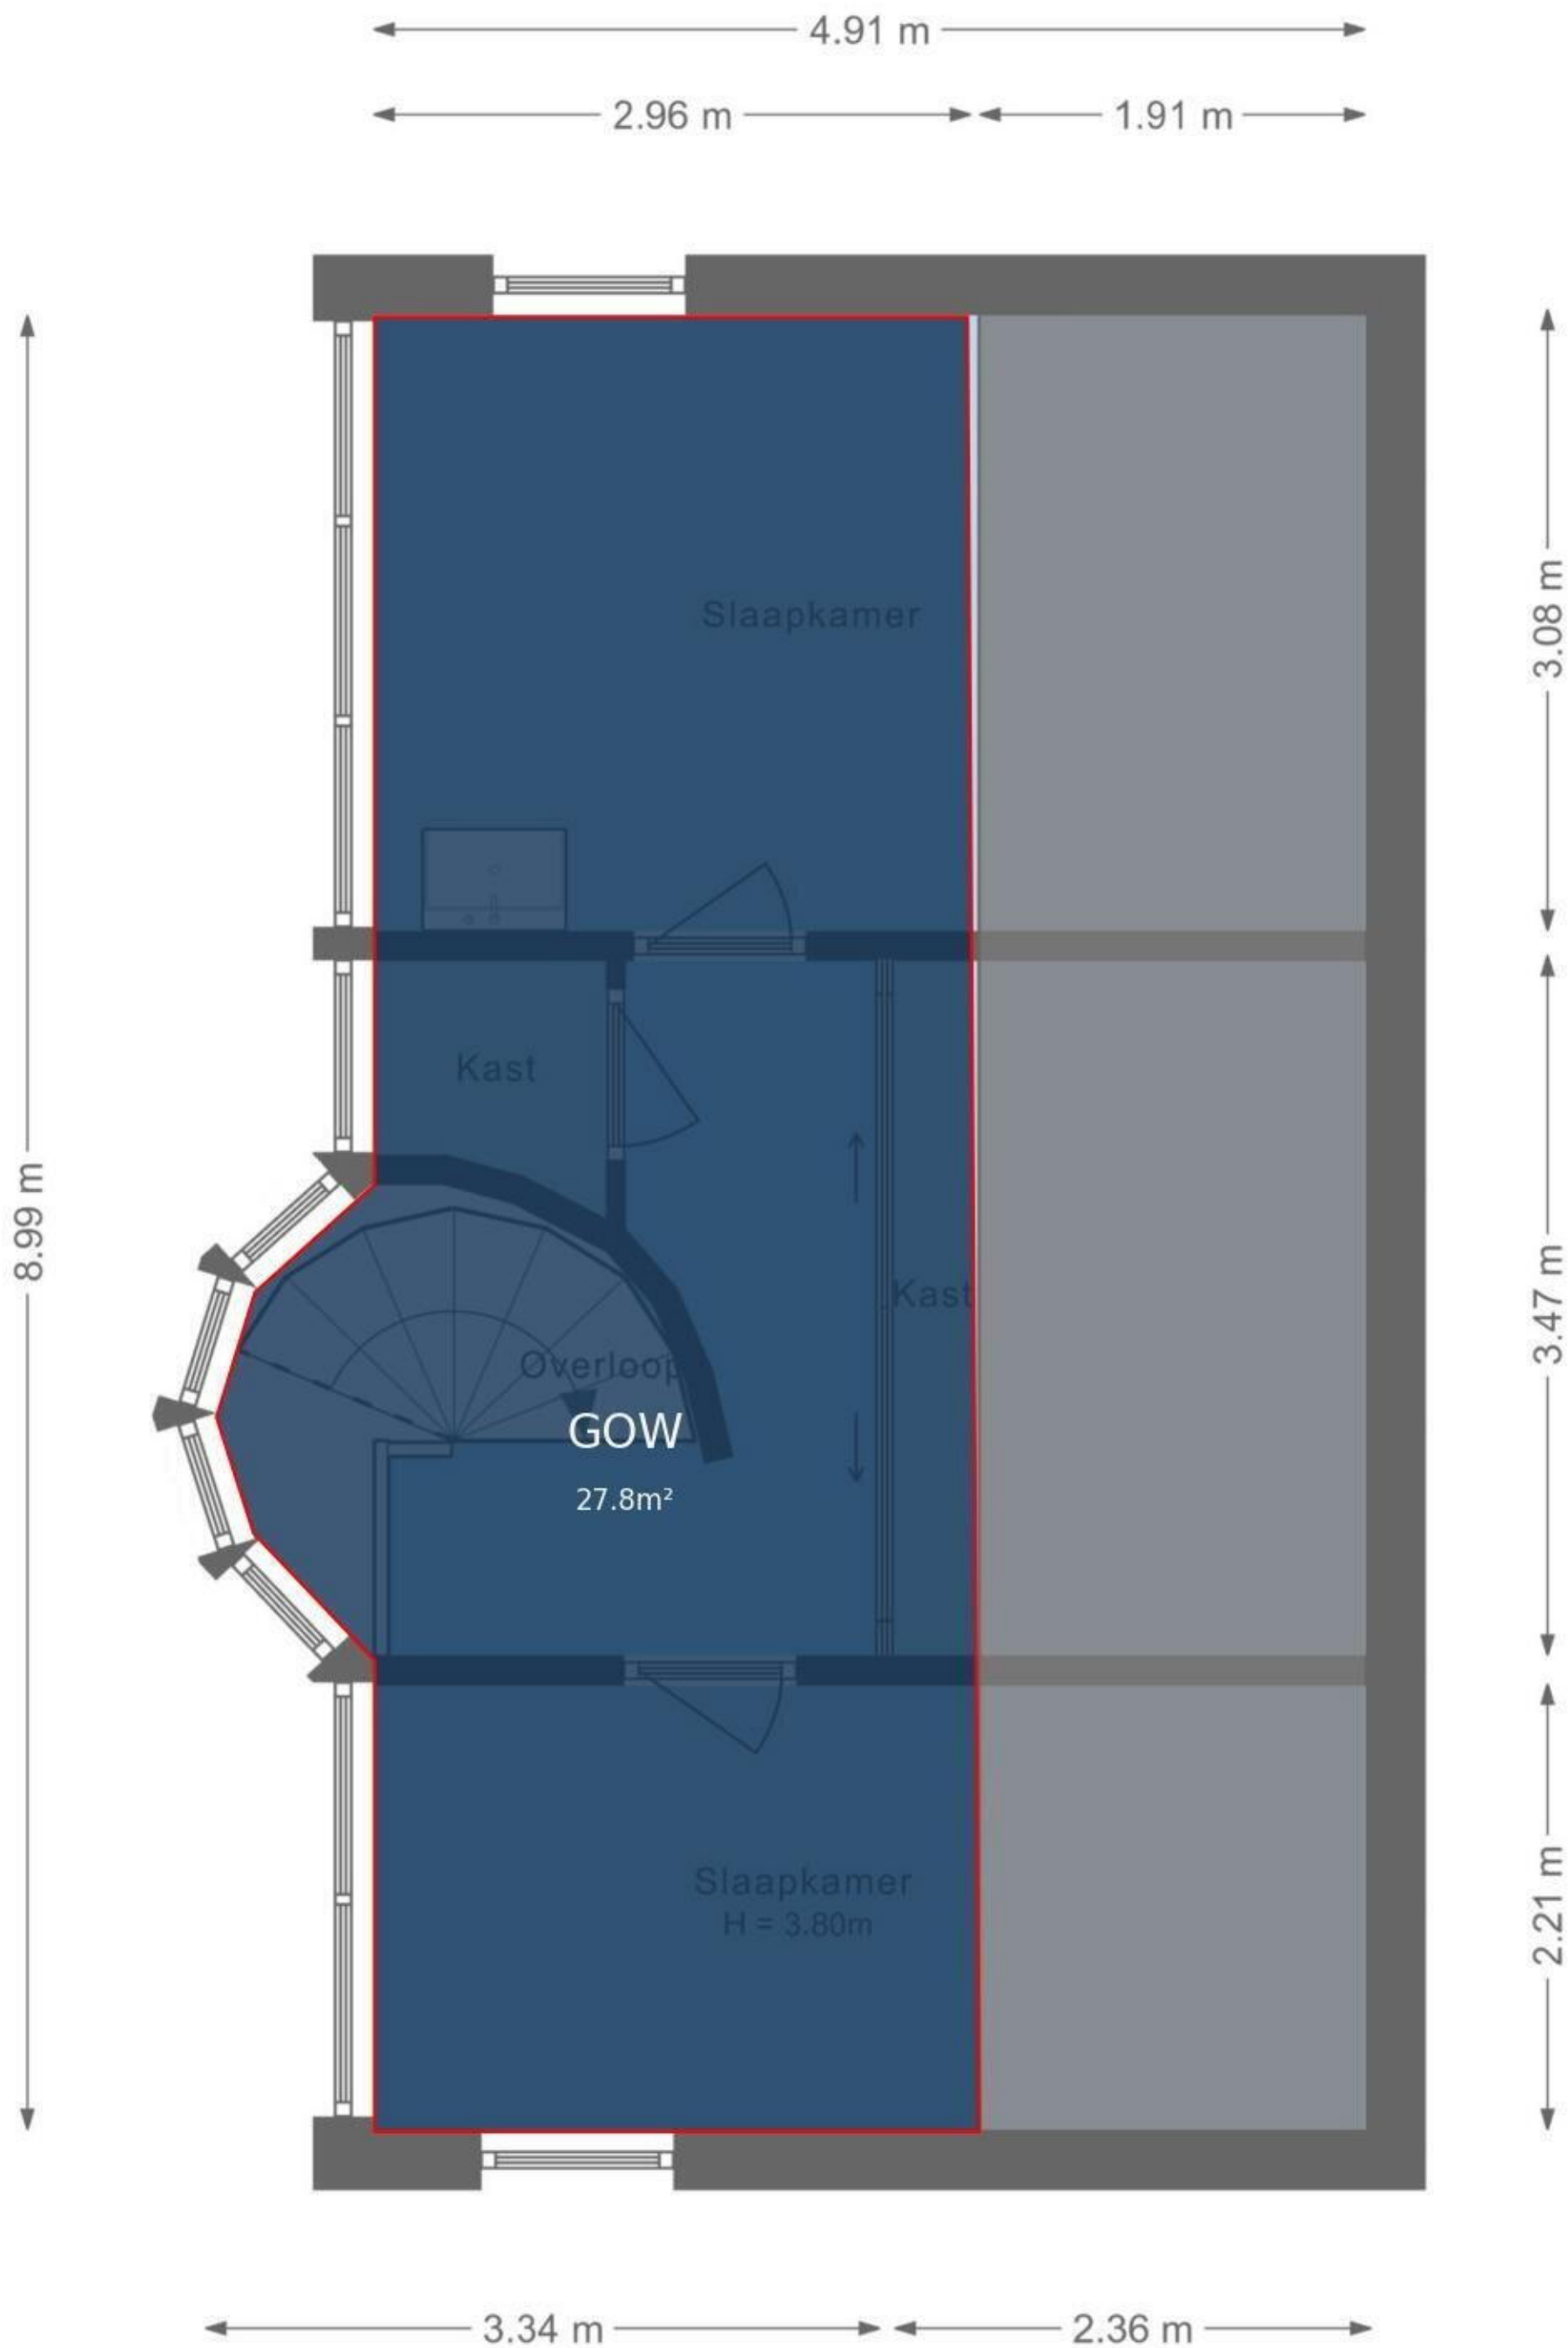 4.91 m
2.96 m
1.91 m
Slaapkamer
3.08 m
Kast
8.99 m
Kast
3.47 m
Overloop
GOW
27.8m²
Slaapkamer
H = 3.80m
2.21 m
3.34 m
2.36 m